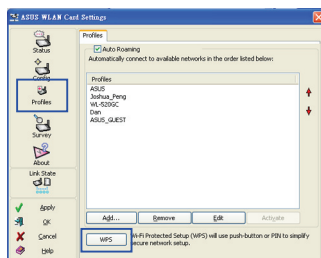 ASUS WLAN Card Settings
Status
Config
Profiles
Survey
About
Link State
Apply
OK
Cancel
Help
Profiles
Auto Roaming
Automatically connect to available networks in the order listed below:
Profiles
ASUS
Joshua_Peng
WL-520GC
Dan
ASUS_GUEST
Add...
Remove
Edit
Activate
WPS
Wi-Fi Protected Setup (WPS) will use push-button or PIN to simplify
secure network setup.